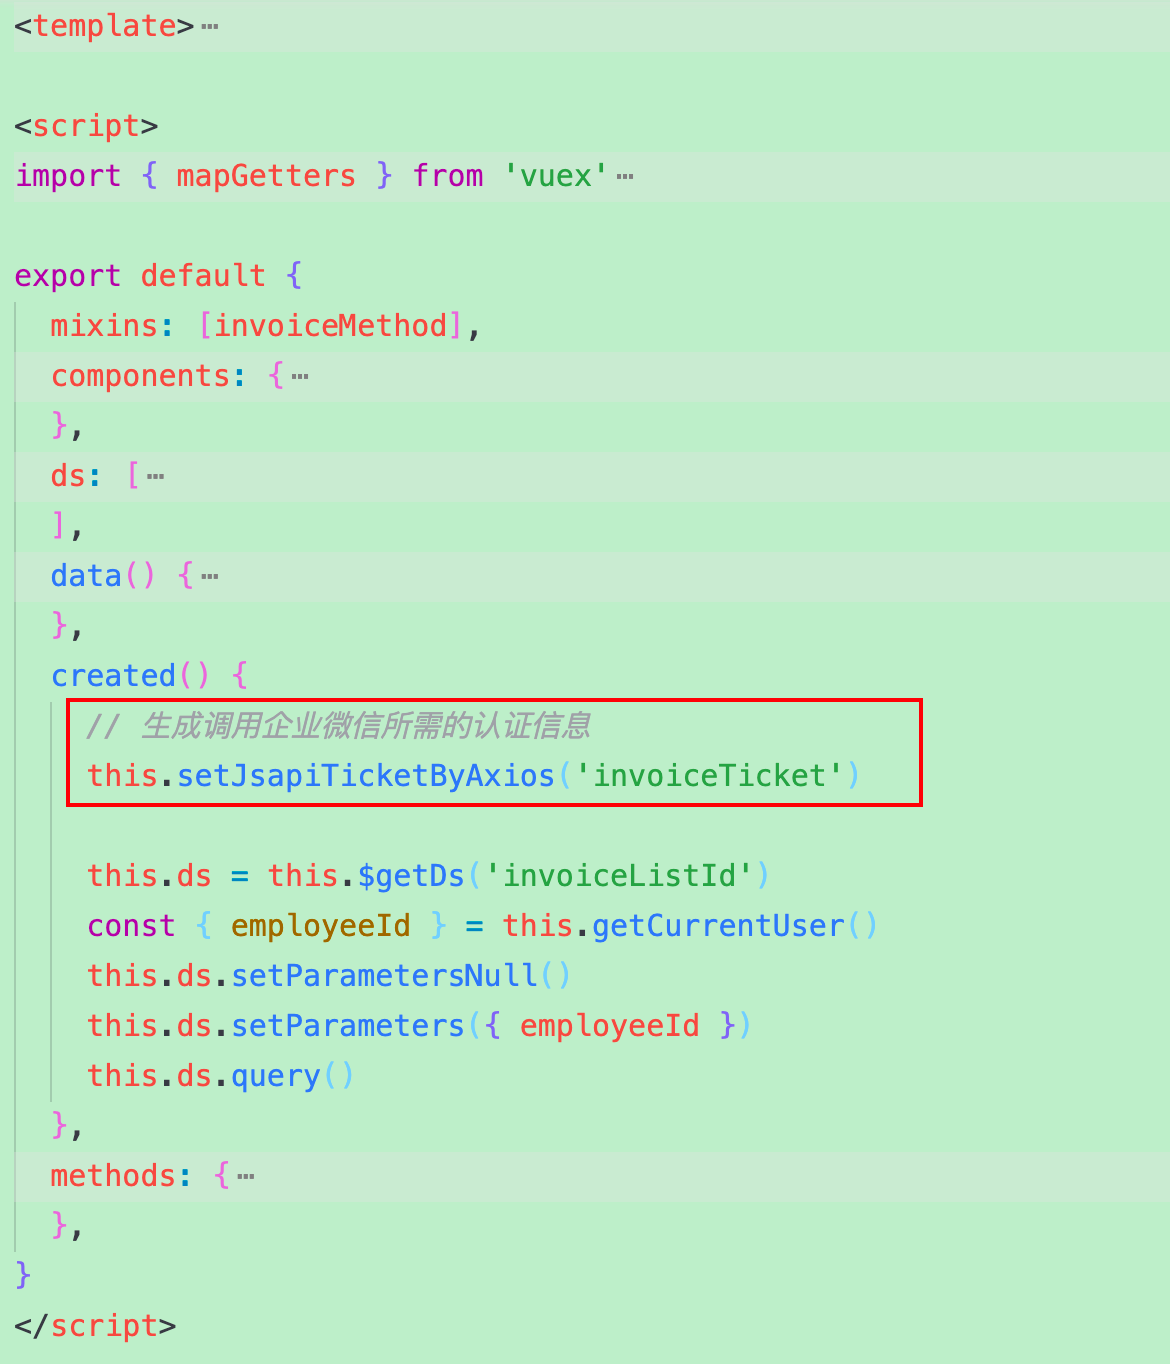 <template>⋯
<script>
import { mapGetters } from 'vuex'⋯
export default {
mixins: [invoiceMethod],
components: {⋯
},
ds: [⋯
],
data() {⋯
},
created() {
// 生成调用企业微信所需的认证信息
this.setJsapiTicketByAxios('invoiceTicket')
this.ds = this.$getDs('invoiceListId')
const { employeeId } = this.getCurrentUser()
this.ds.setParametersNull()
this.ds.setParameters({ employeeId })
this.ds.query()
},
methods: {⋯
},
}
</script>